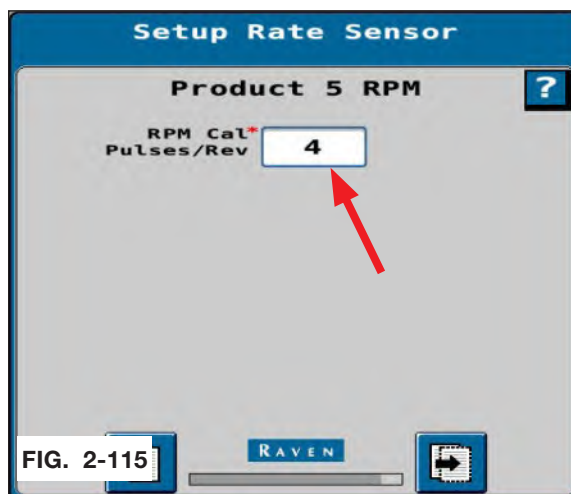 Setup Rate Sensor
Product 5 RPM
?
RPM Cal*
Pulses/Rev
4
FIG. 2-115
RAVEN